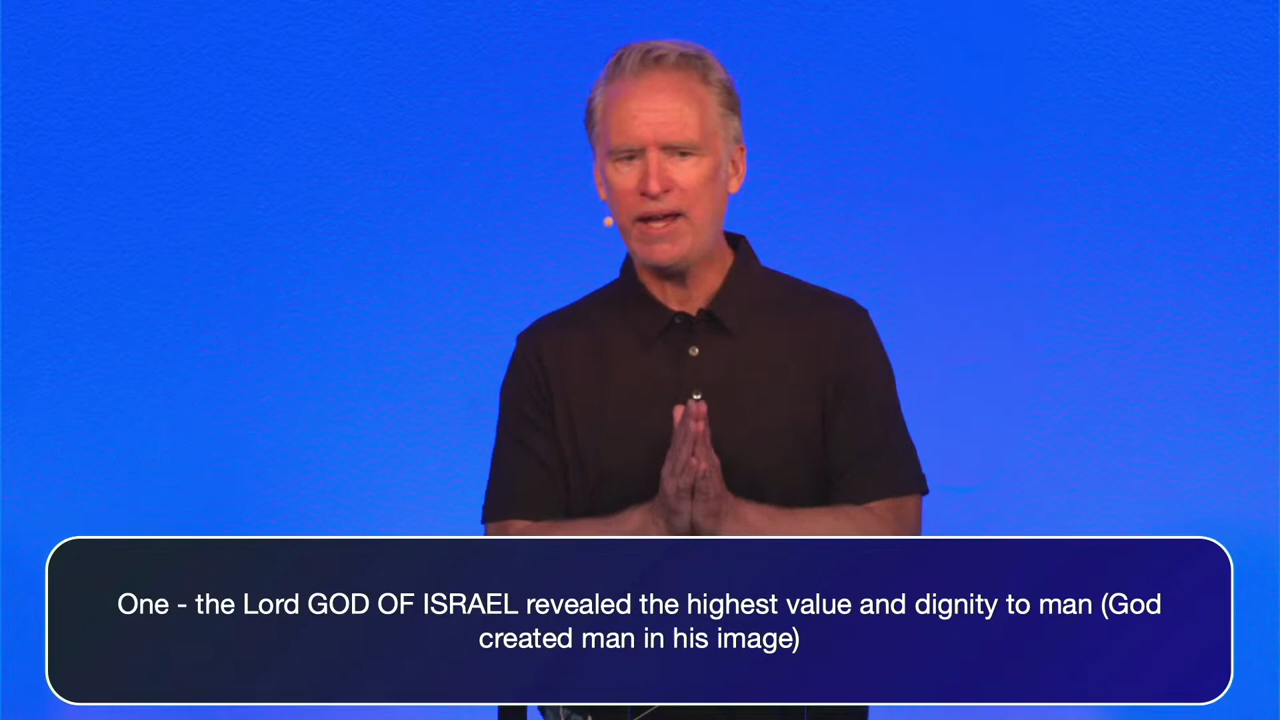 One - the Lord GOD OF ISRAEL revealed the highest value and dignity to man (God
created man in his image)